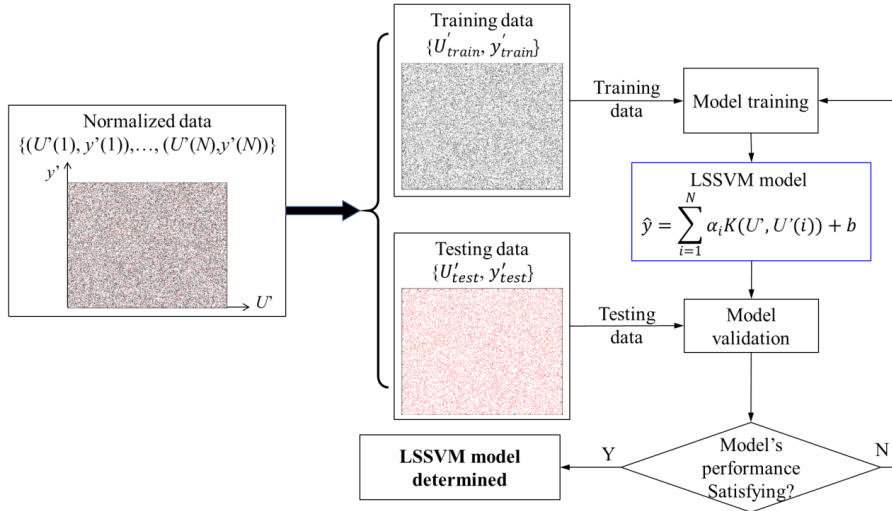 Normalized data
{(U'(1), y'(1)),…, (U'(N),y'(N))}
y'
U'
Training data
{U'train, y'train}
Testing data
{U'test, y'test}
Training
data
Testing
data
Model training
LSSVM model
ŷ = ∑_{i=1}^{N} αᵢK(U', U'(i)) + b
Model
validation
Model's
performance
Satisfying?
Y
N
LSSVM model
determined